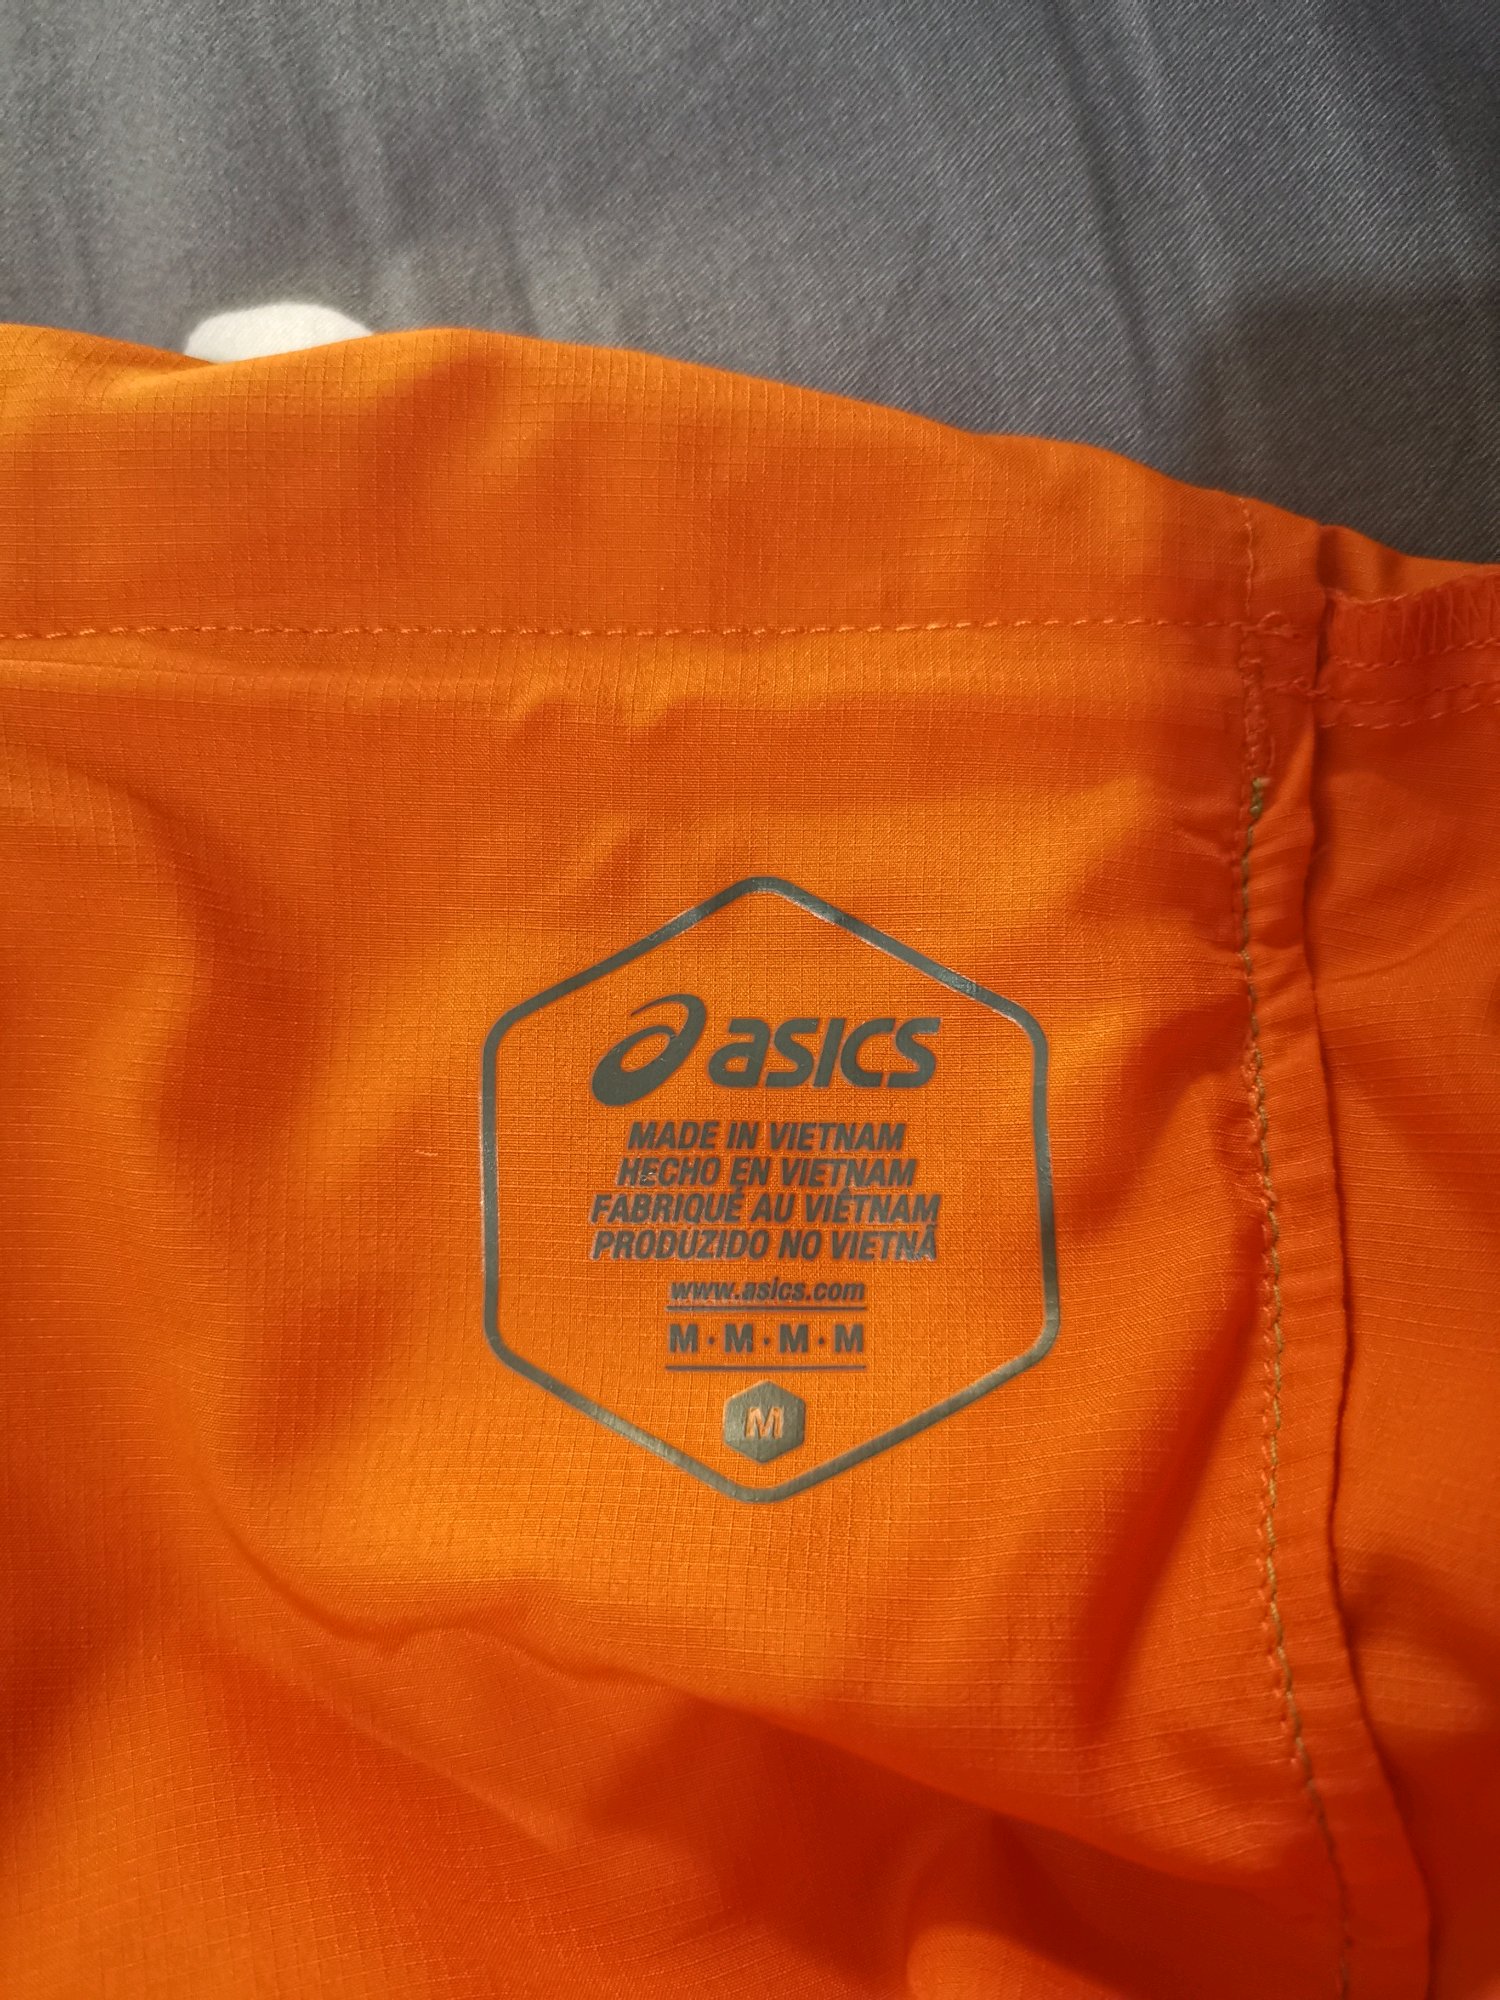 asics
MADE IN VIETNAM
HECHO EN VIETNAM
FABRIQUÉ AU VIÊTNAM
PRODUZIDO NO VIETNÃ
www.asics.com
M·M·M·M
M